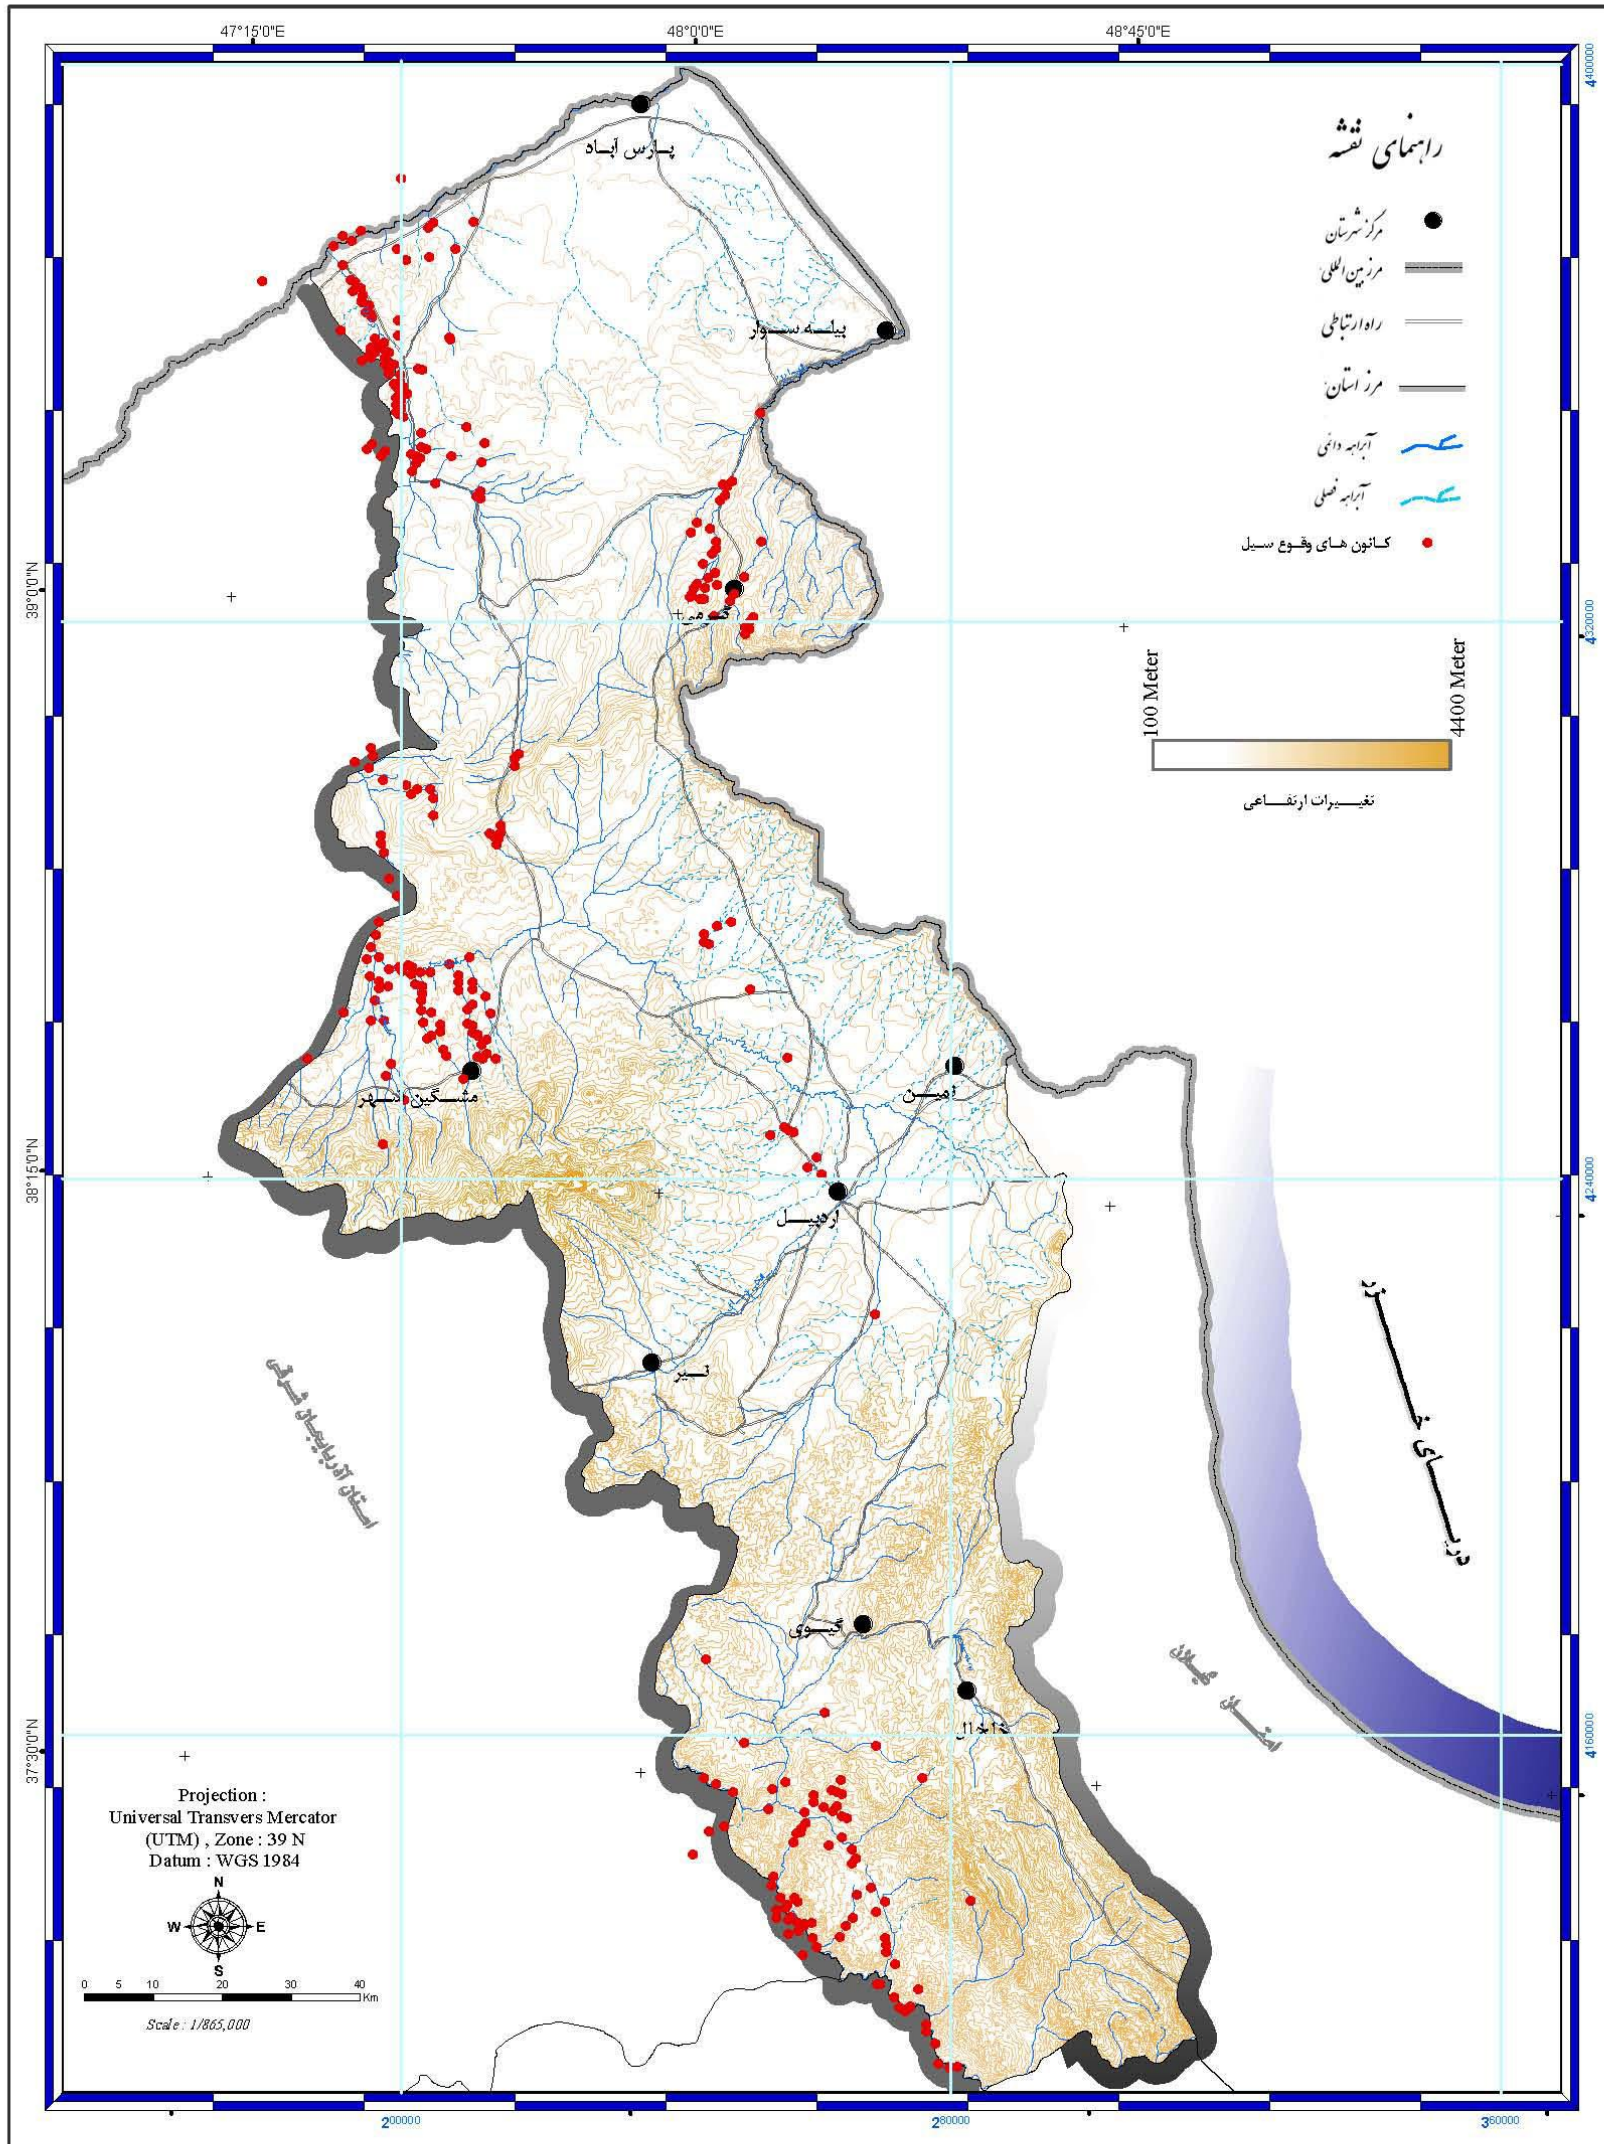 47°15'0"E
48°0'0"E
48°45'0"E
4400000
راهنمای نقشه
مرکز شهرستان
مرز بین المللی
راه ارتباطی
مرز استان
آبراهه دائمی
آبراهه فصلی
کانون های وقوع سیل
پارس آباد
بیله سوار
گرمی
39°0'0"N
4320000
100 Meter
4400 Meter
تغییرات ارتفاعی
مشگین شهر
نمین
38°15'0"N
4240000
اردبیل
نیر
استان آذربایجان شرقی
دریای خزر
گیوی
استان گیلان
خلخال
37°30'0"N
4160000
Projection :
Universal Transvers Mercator
(UTM) , Zone : 39 N
Datum : WGS 1984
N
W
E
S
0 5 10 20 30 40
Km
Scale : 1/865,000
200000
280000
360000